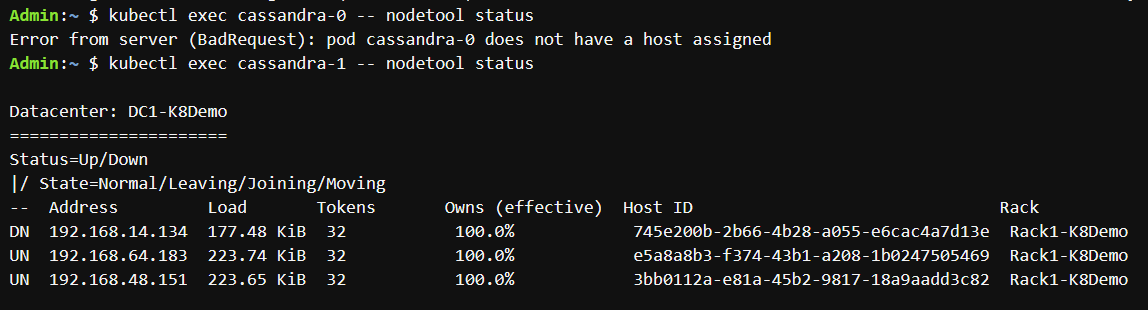 Admin:~ $ kubectl exec cassandra-0 -- nodetool status
Error from server (BadRequest): pod cassandra-0 does not have a host assigned
Admin:~ $ kubectl exec cassandra-1 -- nodetool status
Datacenter: DC1-K8Demo
======================
Status=Up/Down
|/ State=Normal/Leaving/Joining/Moving
--  Address         Load       Tokens       Owns (effective)  Host ID                               Rack
DN  192.168.14.134  177.48 KiB  32           100.0%            745e200b-2b66-4b28-a055-e6cac4a7d13e  Rack1-K8Demo
UN  192.168.64.183  223.74 KiB  32           100.0%            e5a8a8b3-f374-43b1-a208-1b0247505469  Rack1-K8Demo
UN  192.168.48.151  223.65 KiB  32           100.0%            3bb0112a-e81a-45b2-9817-18a9aadd3c82  Rack1-K8Demo